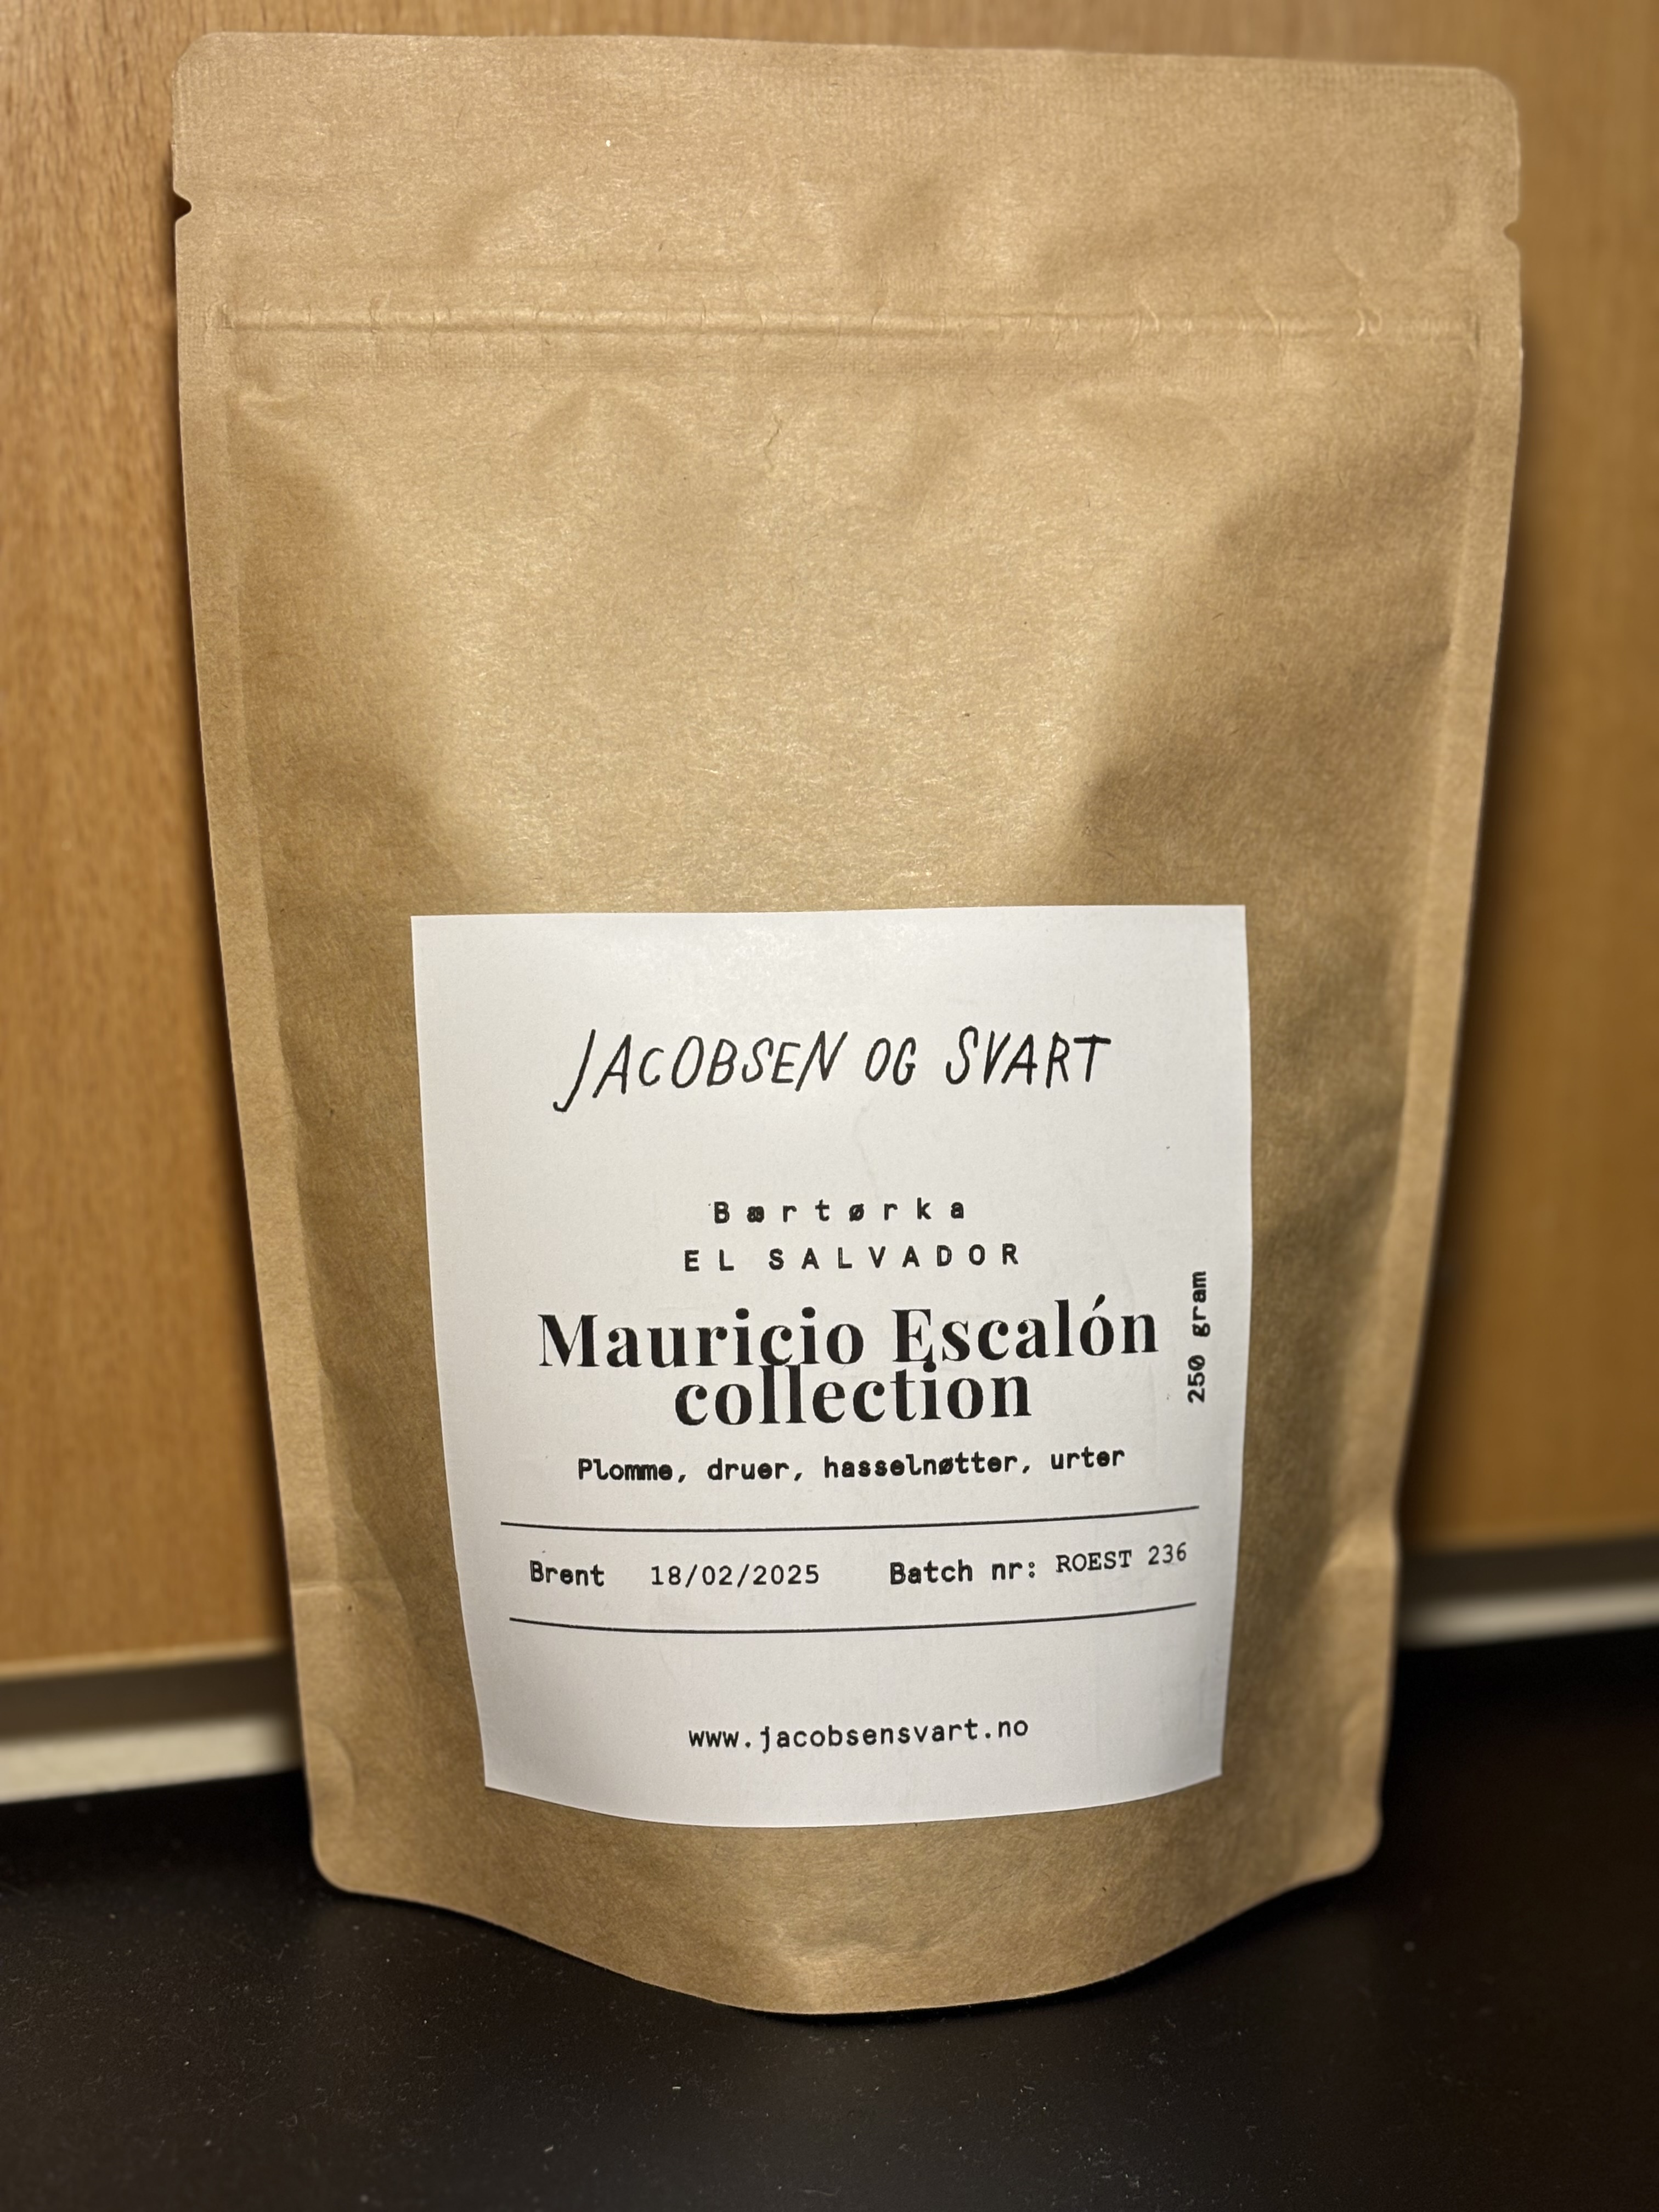 JACOBSEN OG SVART
Bærtørka
EL SALVADOR
Mauricio Escalón
collection
250 gram
Plomme, druer, hasselnøtter, urter
Brent 18/02/2025 Batch nr: ROEST 236
www.jacobsensvart.no